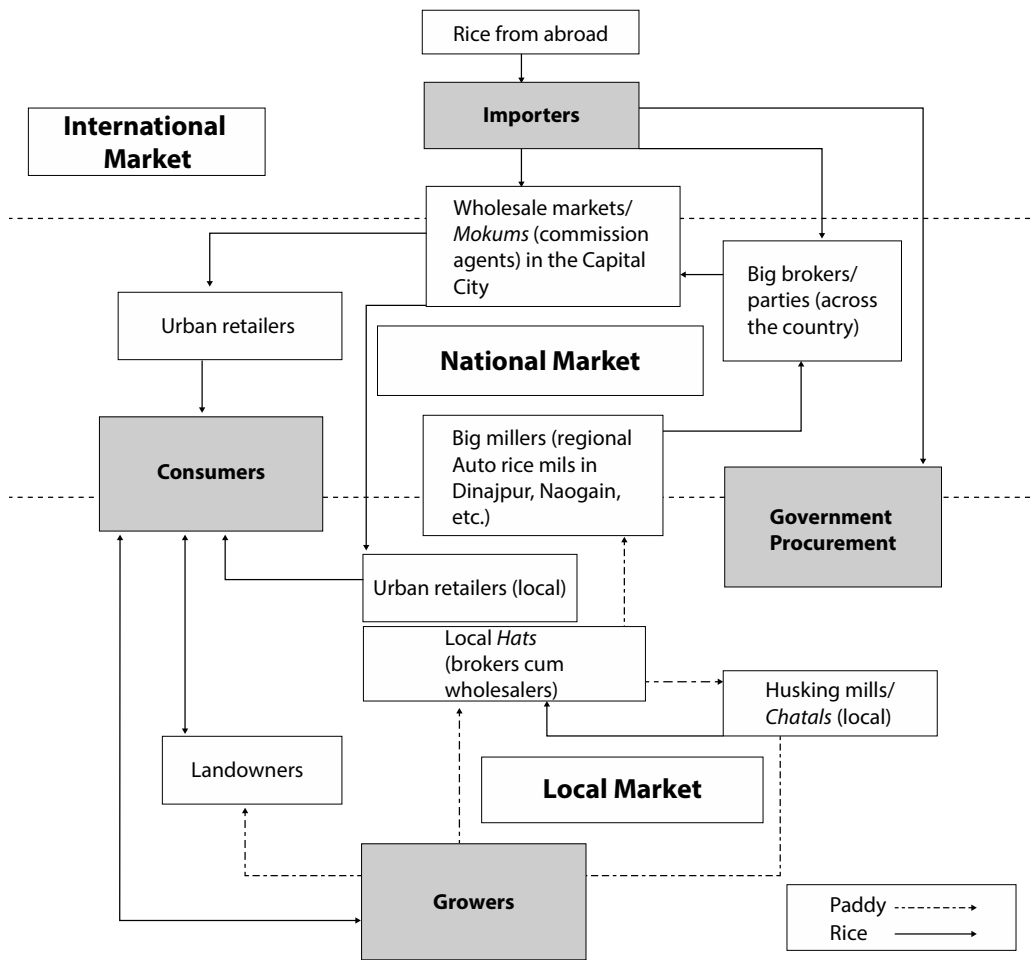 Rice from abroad
Importers
International
Market
Wholesale markets/
Mokums (commission
agents) in the Capital
City
Big brokers/
parties (across
the country)
Urban retailers
National Market
Big millers (regional
Auto rice mils in
Dinajpur, Naogain,
etc.)
Consumers
Government
Procurement
Urban retailers (local)
Local Hats
(brokers cum
wholesalers)
Husking mills/
Chatals (local)
Landowners
Local Market
Growers
Paddy
Rice